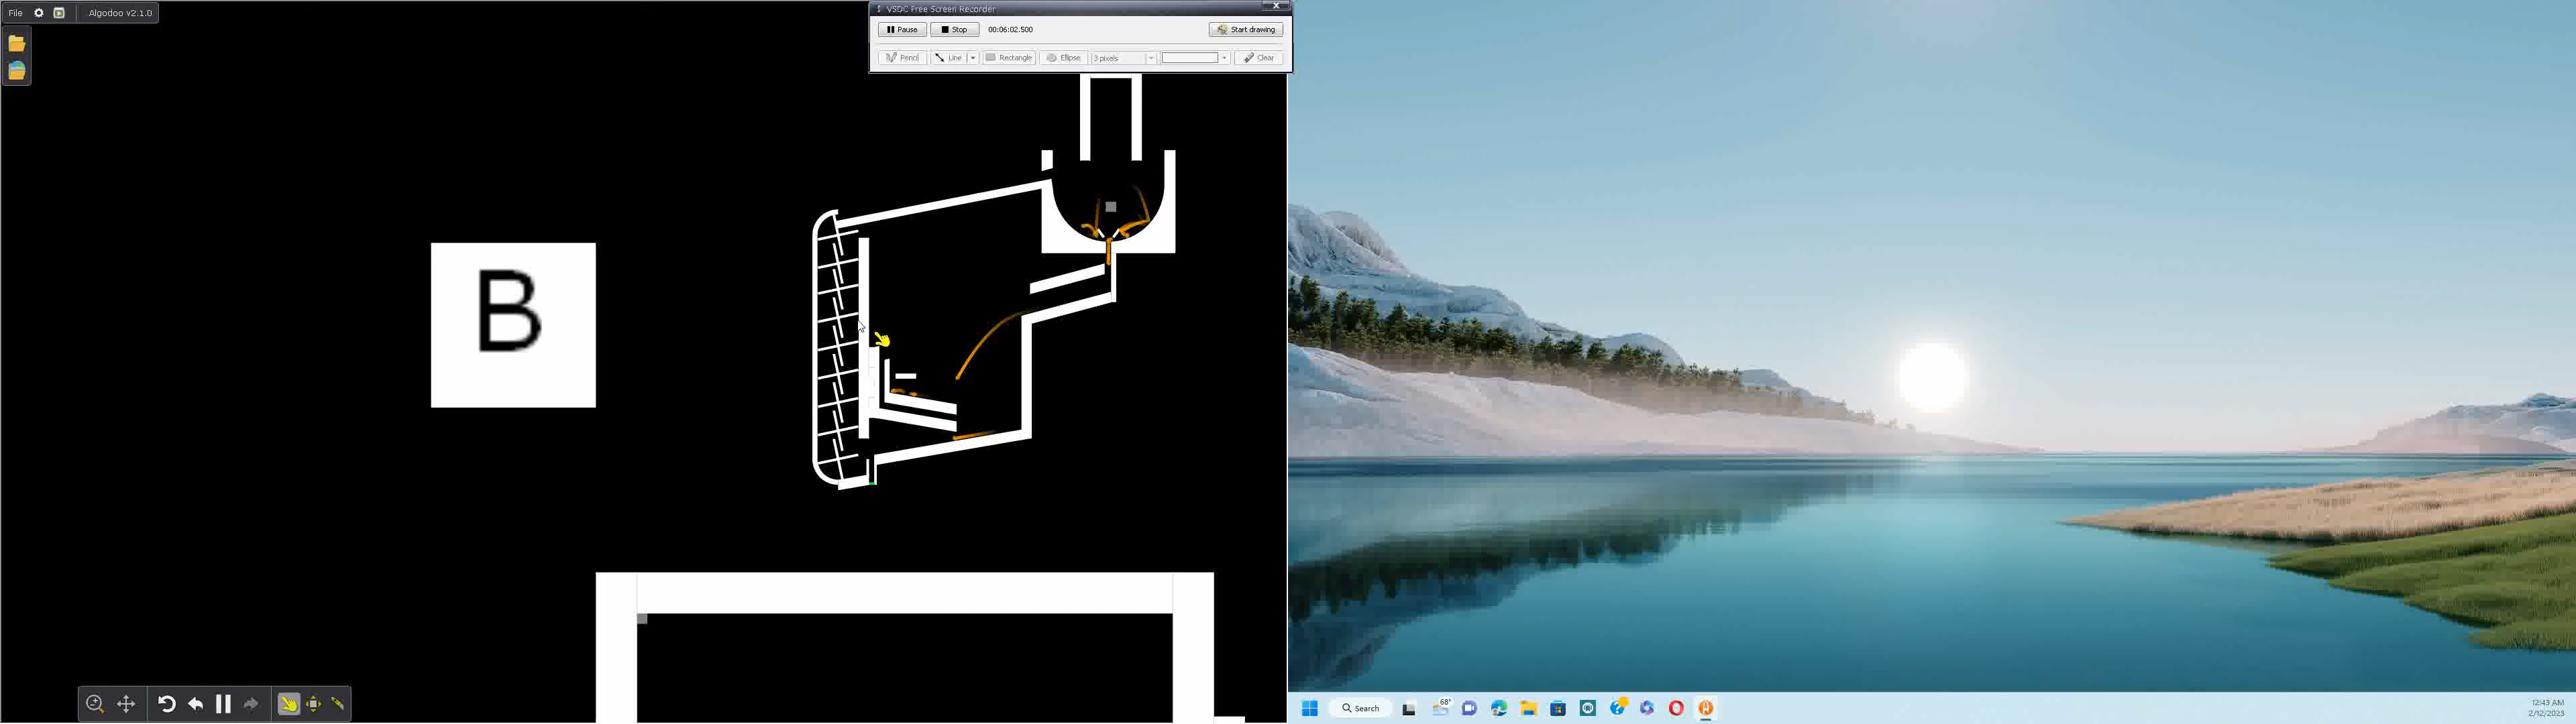 File
Algodoo v2.1.0
VSDC Free Screen Recorder
Pause
Stop
00:06:02.500
Start drawing
Pencil
Line
Rectangle
Ellipse
3 pixels
Clear
B
Search
68°
12:43 AM
2/12/2023